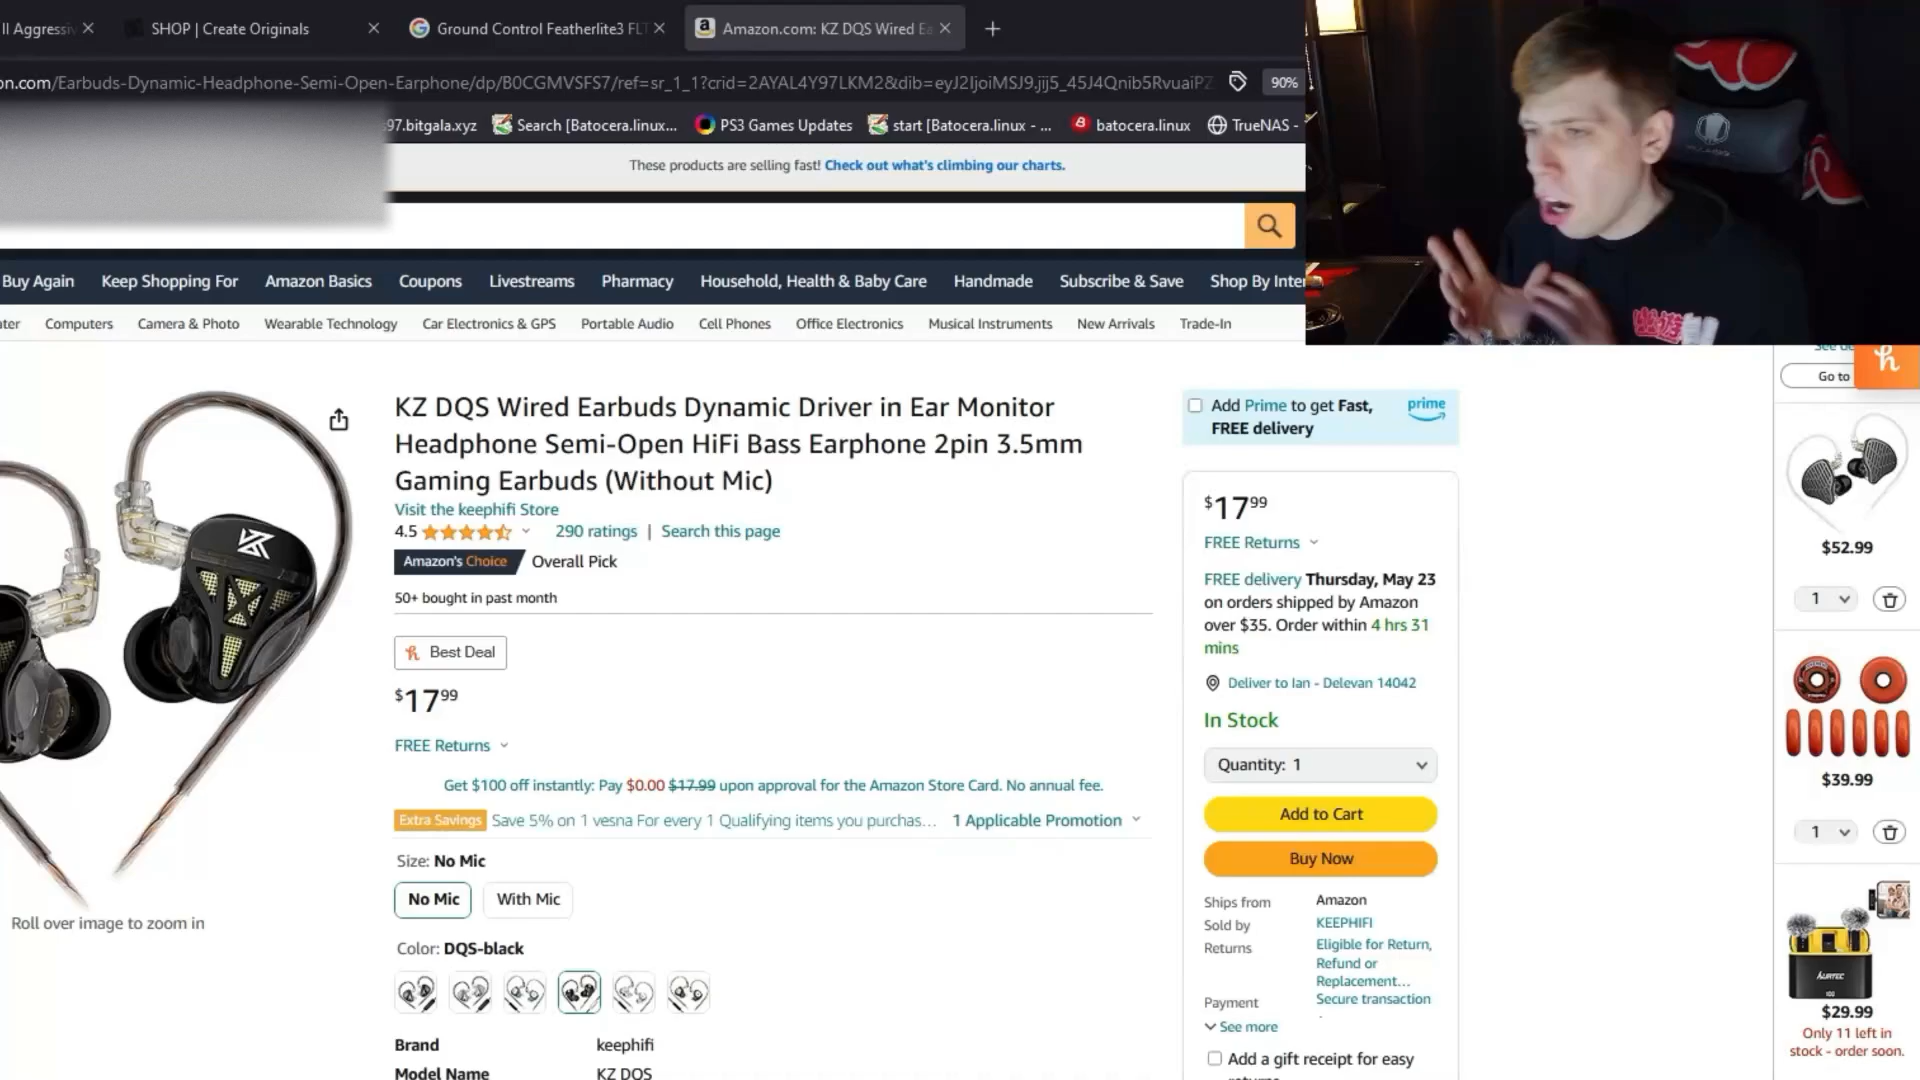 ll Aggressiv
SHOP | Create Originals
Ground Control Featherlite3 FLT
Amazon.com: KZ DQS Wired Ea
on.com/Earbuds-Dynamic-Headphone-Semi-Open-Earphone/dp/B0CGMVSFS7/ref=sr_1_1?crid=2AYAL4Y97LKM2&dib=eyJ2IjoiMSJ9.jij5_45J4Qnib5RvuaiPZ
90%
97.bitgala.xyz
Search [Batocera.linux...
PS3 Games Updates
start [Batocera.linux - ...
batocera.linux
TrueNAS -
These products are selling fast! Check out what's climbing our charts.
Buy Again
Keep Shopping For
Amazon Basics
Coupons
Livestreams
Pharmacy
Household, Health & Baby Care
Handmade
Subscribe & Save
Shop By Inter
ter
Computers
Camera & Photo
Wearable Technology
Car Electronics & GPS
Portable Audio
Cell Phones
Office Electronics
Musical Instruments
New Arrivals
Trade-In
Go to
KZ DQS Wired Earbuds Dynamic Driver in Ear Monitor
Headphone Semi-Open HiFi Bass Earphone 2pin 3.5mm
Gaming Earbuds (Without Mic)
Visit the keephifi Store
4.5
290 ratings | Search this page
Amazon's Choice Overall Pick
50+ bought in past month
Best Deal
$17 99
FREE Returns
Get $100 off instantly: Pay $0.00 $17.99 upon approval for the Amazon Store Card. No annual fee.
Extra Savings Save 5% on 1 vesna For every 1 Qualifying items you purchas... 1 Applicable Promotion
Size: No Mic
No Mic
With Mic
Roll over image to zoom in
Color: DQS-black
Brand keephifi
Model Name KZ DQS
Add Prime to get Fast,
FREE delivery
prime
$17 99
FREE Returns
FREE delivery Thursday, May 23
on orders shipped by Amazon
over $35. Order within 4 hrs 31
mins
Deliver to Ian - Delevan 14042
In Stock
Quantity: 1
Add to Cart
Buy Now
Ships from Amazon
Sold by KEEPHIFI
Returns Eligible for Return,
Refund or
Replacement...
Payment Secure transaction
See more
Add a gift receipt for easy
returns
$52.99
1
$39.99
1
AURTEC
$29.99
Only 11 left in
stock - order soon.